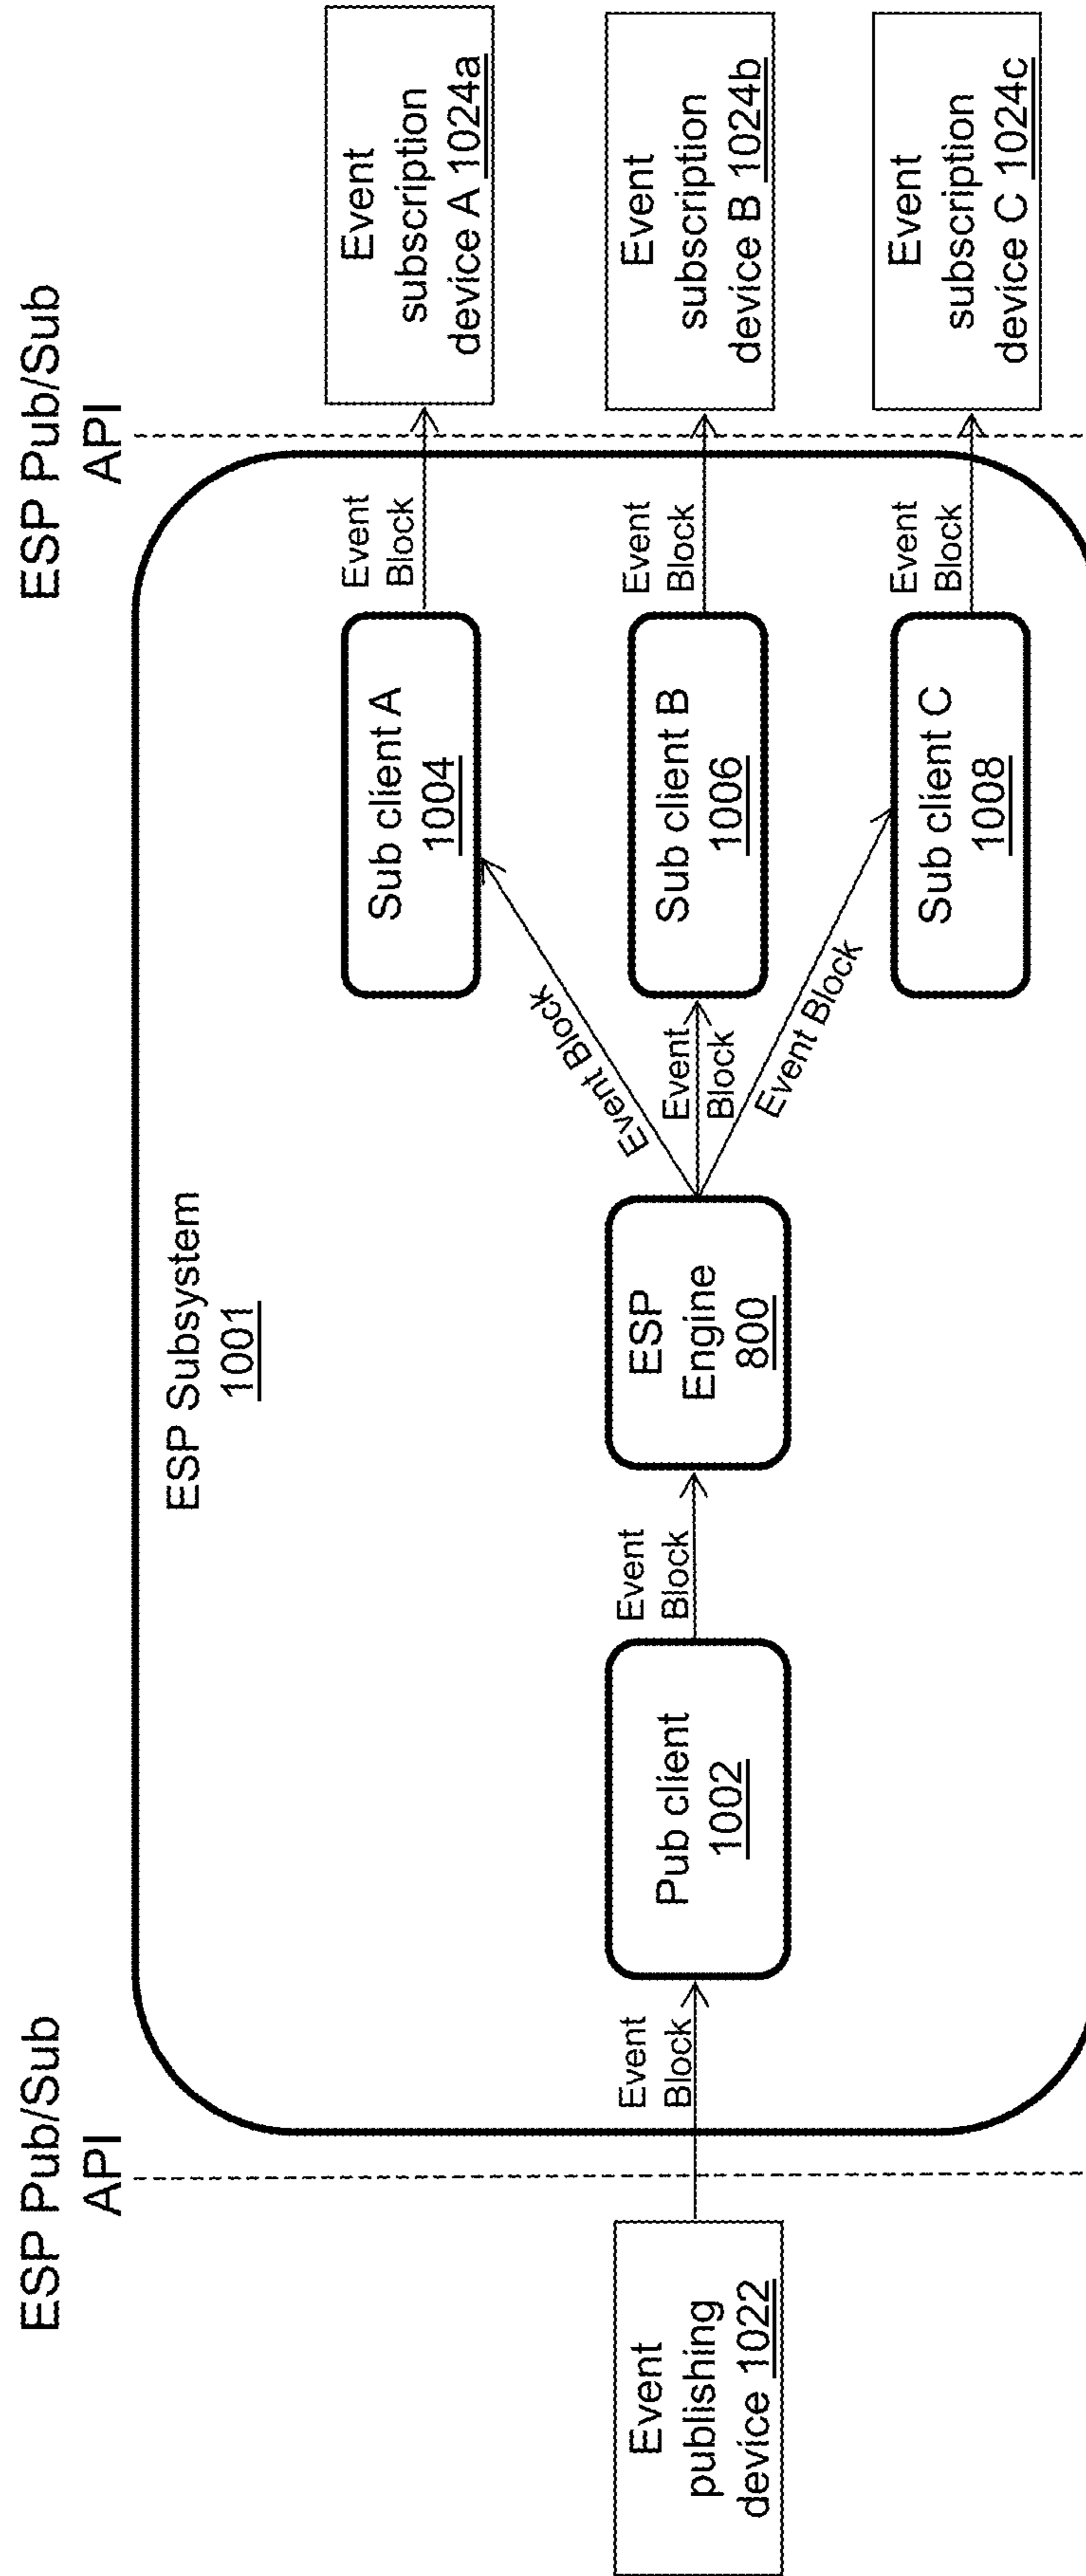 ESP Pub/Sub
API
ESP Pub/Sub
API
ESP Subsystem
1001
Event
publishing
device 1022
Event
Block
Pub client
1002
Event
Block
ESP
Engine
800
Event Block
Event
Block
Event Block
Sub client A
1004
Sub client B
1006
Sub client C
1008
Event
Block
Event
Block
Event
Block
Event
subscription
device A 1024a
Event
subscription
device B 1024b
Event
subscription
device C 1024c